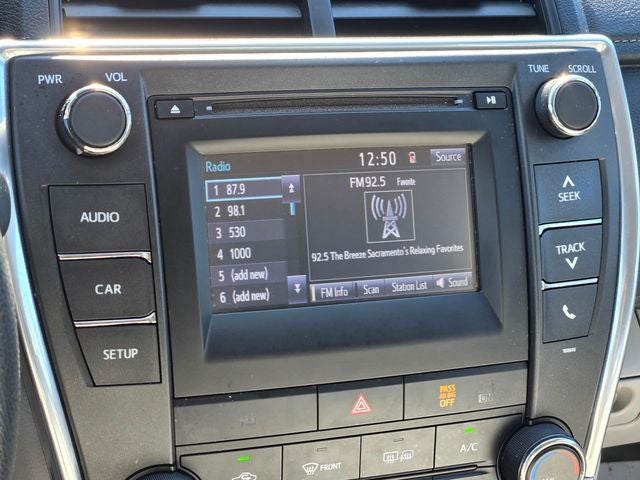 PWR VOL
TUNE SCROLL
12:50
Radio
Source
FM92.5 Favorite
1 87.9
2 98.1
3 530
4 1000
5 (add new)
6 (add new)
92.5 The Breeze Sacramento's Relaxing Favorites
FM Info Scan Station List Sound
AUDIO
CAR
SETUP
SEEK
TRACK
PASS
AIR BAG
OFF
ON
FRONT
A/C